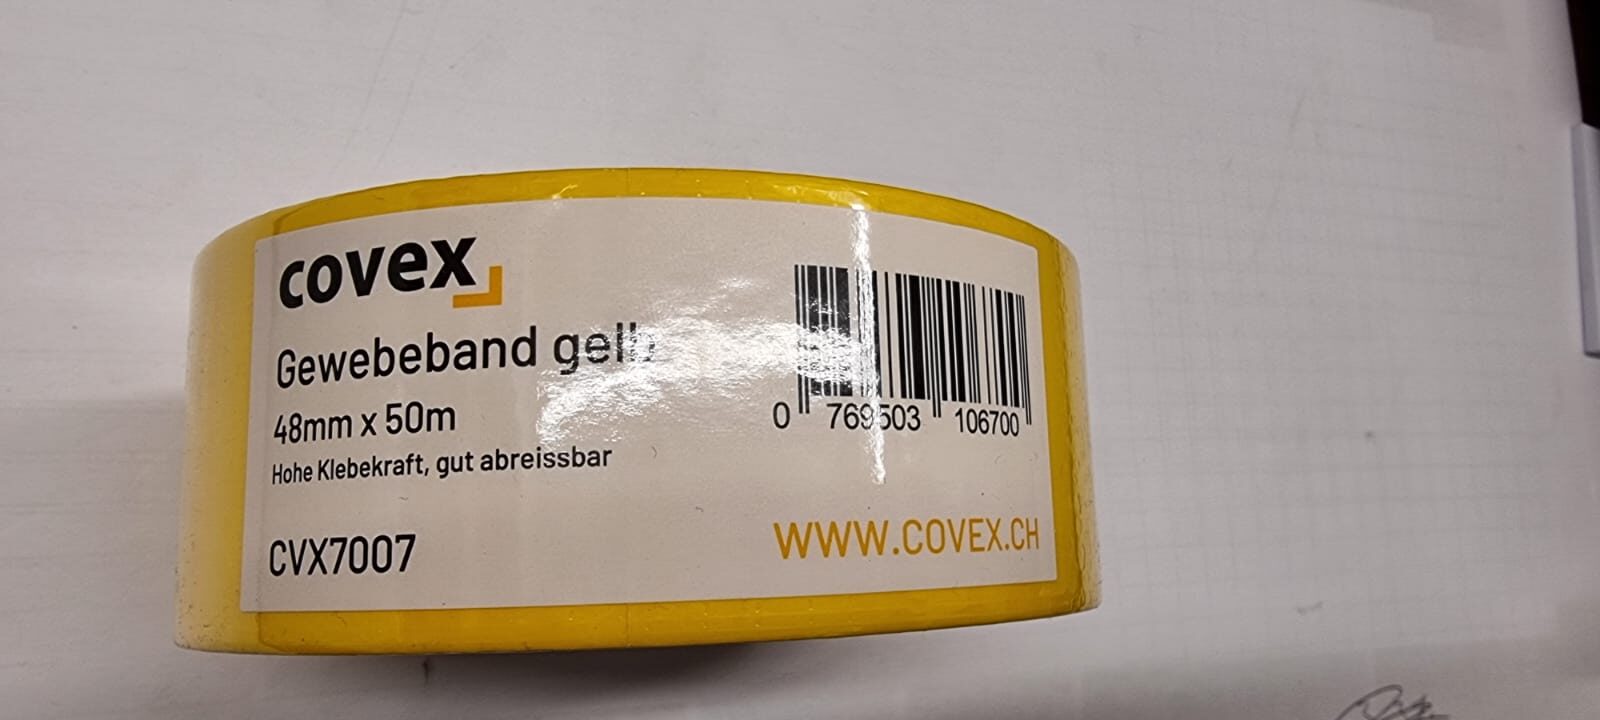 covex
Gewebeband gelb
48mm x 50m
Hohe Klebekraft, gut abreissbar
CVX7007
0 769503 106700
WWW.COVEX.CH